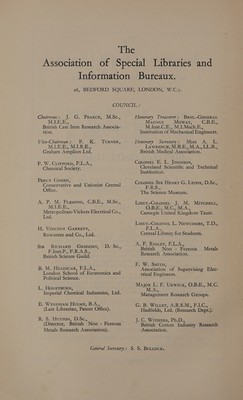 The
Association of Special Libraries and
Information Bureaux.
26, BEDFORD SQUARE, LONDON, W.C.1.
COUNCIL:
Chairman: J. G. PEARCE, M.Sc.,
M.I.E.E.,
British Cast Iron Research Associa-
tion.
Vice-Chairman: P. K. TURNER,
M.I.E.E., M.I.R.E.,
Graham Amplion Ltd.
P. W. CLIFFORD, F.L.A.,
Chemical Society.
PERCY COHEN,
Conservative and Unionist Central
Office.
A. P. M. FLEMING, C.B.E., M.Sc.,
M.I.E.E.,
Metropolitan-Vickers Electrical Co.,
Ltd.
H. VINCENT GARRETT,
Rowntree and Co., Ltd.
SIR RICHARD GREGORY, D. Sc.,
F.Inst.P., F.R.A.S.,
British Science Guild.
B. M. HEADICAR, F.L.A.,
London School of Economics and
Political Science.
L. HIGGINBURN,
Imperial Chemical Industries, Ltd.
E. WYNDHAM HULME, B.A.,
(Late Librarian, Patent Office).
R. S. HUTTON, D.Sc.,
(Director, British Non - Ferrous
Metals Research Association).
Honorary Treasurer: BRIG.-GENERAL
MAGNUS MOWAT, C.B.E.,
M.Inst.C.E., M.I.Mech.E.,
Institution of Mechanical Engineers.
Honorary Secretary: MISS A. L.
LAWRENCE, M.B.E., M.A., LL.B.,
British Medical Association.
COLONEL E. L. JOHNSON,
Cleveland Scientific and Technical
Institution.
COLONEL SIR HENRY G. LYONS, D.Sc.,
F.R.S.,
The Science Museum.
LIEUT.-COLONEL J. M. MITCHELL,
O.B.E., M.C., M.A.,
Carnegie United Kingdom Trust.
LIEUT.-COLONEL L. NEWCOMBE, T.D.,
F.L.A.,
Central Library for Students.
A. F. RIDLEY, F.L.A.,
British Non - Ferrous Metals
Research Association.
F. W. SMITH,
Association of Supervising Elec-
trical Engineers.
MAJOR L. F. URWICK, O.B.E., M.C.
M.A.,
Management Research Groups.
G. B. WILLEY, A.R.S.M., F.I.C.,
Hadfields, Ltd. (Research Dept.).
J. C. WITHERS, Ph.D.,
British Cotton Industry Research
Association.
General Secretary: S. S. BULLOCK.